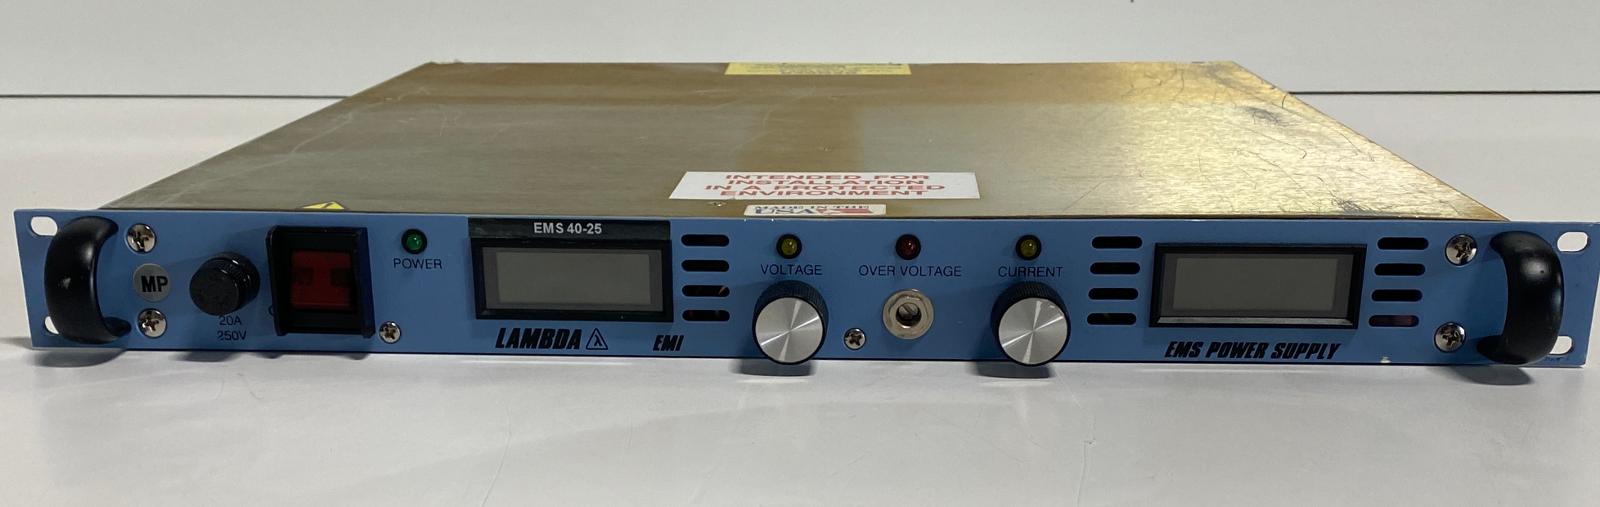 INTENDED FOR
INSTALLATION
IN A PROTECTED
ENVIRONMENT
MADE IN THE
USA
EMS 40-25
MP
20A
250V
POWER
LAMBDA λ
EMI
VOLTAGE
OVER VOLTAGE
CURRENT
EMS POWER SUPPLY